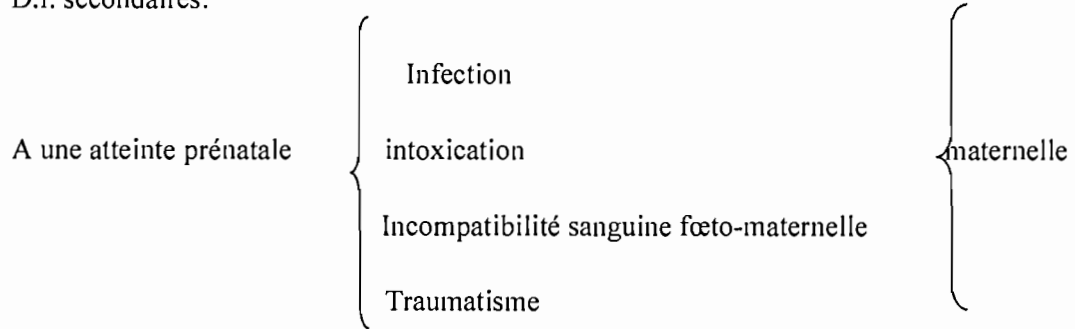 D.I. secondaires:
Infection
A une atteinte prénatale intoxication maternelle
Incompatibilité sanguine fœto-maternelle
Traumatisme